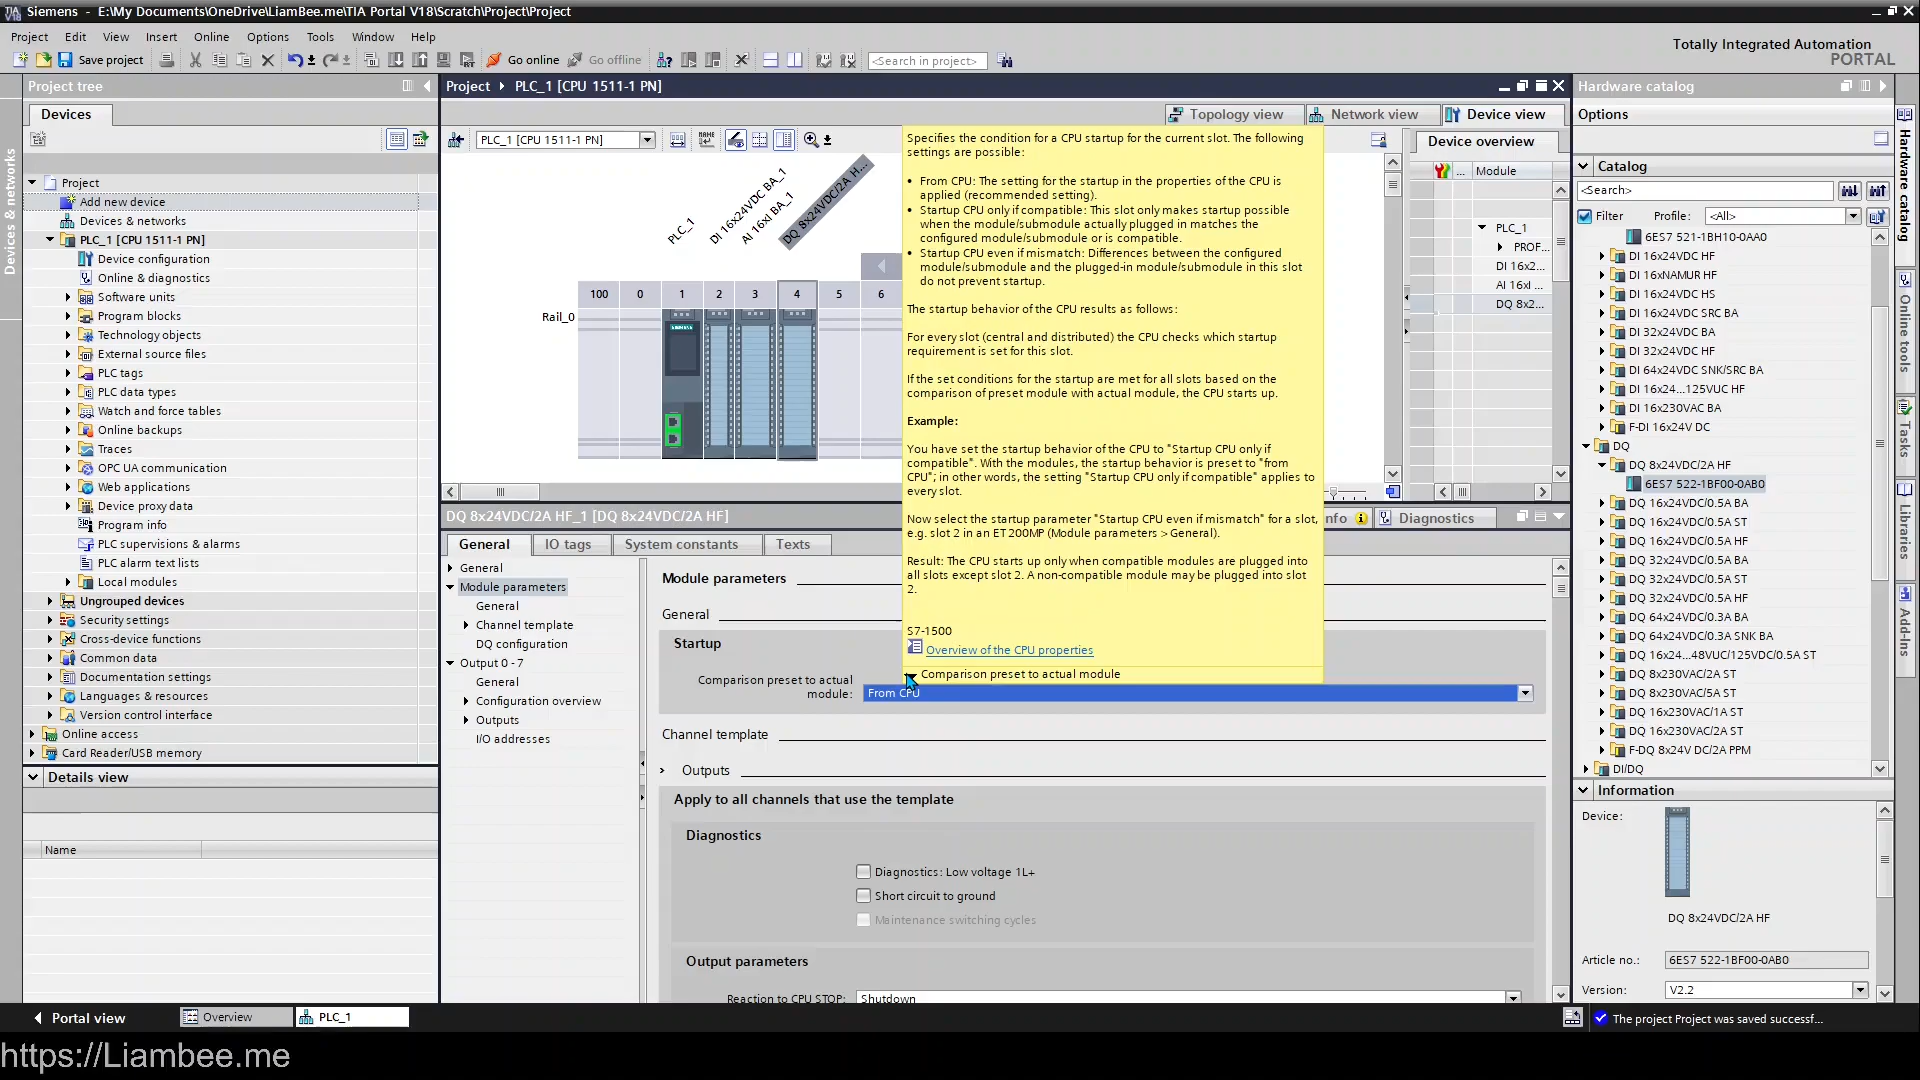 Siemens - E:\My Documents\OneDrive\LiamBee.me\TIA Portal V18\Scratch\Project\Project
Project Edit View Insert Online Options Tools Window Help
Save project
Go online
Go offline
<Search in project>
Totally Integrated Automation
PORTAL
Project tree
Devices
Devices & networks
Project
Add new device
Devices & networks
PLC_1 [CPU 1511-1 PN]
Device configuration
Online & diagnostics
Software units
Program blocks
Technology objects
External source files
PLC tags
PLC data types
Watch and force tables
Online backups
Traces
OPC UA communication
Web applications
Device proxy data
Program info
PLC supervisions & alarms
PLC alarm text lists
Local modules
Ungrouped devices
Security settings
Cross-device functions
Common data
Documentation settings
Languages & resources
Version control interface
Online access
Card Reader/USB memory
Details view
Name
Project PLC_1 [CPU 1511-1 PN]
Topology view
Network view
Device view
PLC_1 [CPU 1511-1 PN]
PLC_1
DI 16x24VDC BA_1
AI 16xI BA_1
DQ 8x24VDC/2A H...
100 0 1 2 3 4 5 6
Rail_0
SIEMENS
Specifies the condition for a CPU startup for the current slot. The following
settings are possible:
• From CPU: The setting for the startup in the properties of the CPU is
applied (recommended setting).
• Startup CPU only if compatible: This slot only makes startup possible
when the module/submodule actually plugged in matches the
configured module/submodule or is compatible.
• Startup CPU even if mismatch: Differences between the configured
module/submodule and the plugged-in module/submodule in this slot
do not prevent startup.
The startup behavior of the CPU results as follows:
For every slot (central and distributed) the CPU checks which startup
requirement is set for this slot.
If the set conditions for the startup are met for all slots based on the
comparison of preset module with actual module, the CPU starts up.
Example:
You have set the startup behavior of the CPU to "Startup CPU only if
compatible". With the modules, the startup behavior is preset to "from
CPU"; in other words, the setting "Startup CPU only if compatible" applies to
every slot.
Now select the startup parameter "Startup CPU even if mismatch" for a slot,
e.g. slot 2 in an ET 200MP (Module parameters > General).
Result: The CPU starts up only when compatible modules are plugged into
all slots except slot 2. A non-compatible module may be plugged into slot
2.
S7-1500
Overview of the CPU properties
Comparison preset to actual module
Device overview
... Module
PLC_1
PROF...
DI 16x2...
AI 16xI ...
DQ 8x2...
DQ 8x24VDC/2A HF_1 [DQ 8x24VDC/2A HF]
nfo
Diagnostics
General
IO tags
System constants
Texts
General
Module parameters
General
Channel template
DQ configuration
Output 0 - 7
General
Configuration overview
Outputs
I/O addresses
Module parameters
General
Startup
Comparison preset to actual
module:
From CPU
Channel template
Outputs
Apply to all channels that use the template
Diagnostics
Diagnostics: Low voltage 1L+
Short circuit to ground
Maintenance switching cycles
Output parameters
Reaction to CPU STOP:
Shutdown
Hardware catalog
Options
Catalog
<Search>
Filter
Profile:
<All>
6ES7 521-1BH10-0AA0
DI 16x24VDC HF
DI 16xNAMUR HF
DI 16x24VDC HS
DI 16x24VDC SRC BA
DI 32x24VDC BA
DI 32x24VDC HF
DI 64x24VDC SNK/SRC BA
DI 16x24...125VUC HF
DI 16x230VAC BA
F-DI 16x24V DC
DQ
DQ 8x24VDC/2A HF
6ES7 522-1BF00-0AB0
DQ 16x24VDC/0.5A BA
DQ 16x24VDC/0.5A ST
DQ 16x24VDC/0.5A HF
DQ 32x24VDC/0.5A BA
DQ 32x24VDC/0.5A ST
DQ 32x24VDC/0.5A HF
DQ 64x24VDC/0.3A BA
DQ 64x24VDC/0.3A SNK BA
DQ 16x24...48VUC/125VDC/0.5A ST
DQ 8x230VAC/2A ST
DQ 8x230VAC/5A ST
DQ 16x230VAC/1A ST
DQ 16x230VAC/2A ST
F-DQ 8x24V DC/2A PPM
DI/DQ
Information
Device:
DQ 8x24VDC/2A HF
Article no.:
6ES7 522-1BF00-0AB0
Version:
V2.2
Hardware catalog
Online tools
Tasks
Libraries
Add-Ins
Portal view
Overview
PLC_1
The project Project was saved successf...
https://Liambee.me